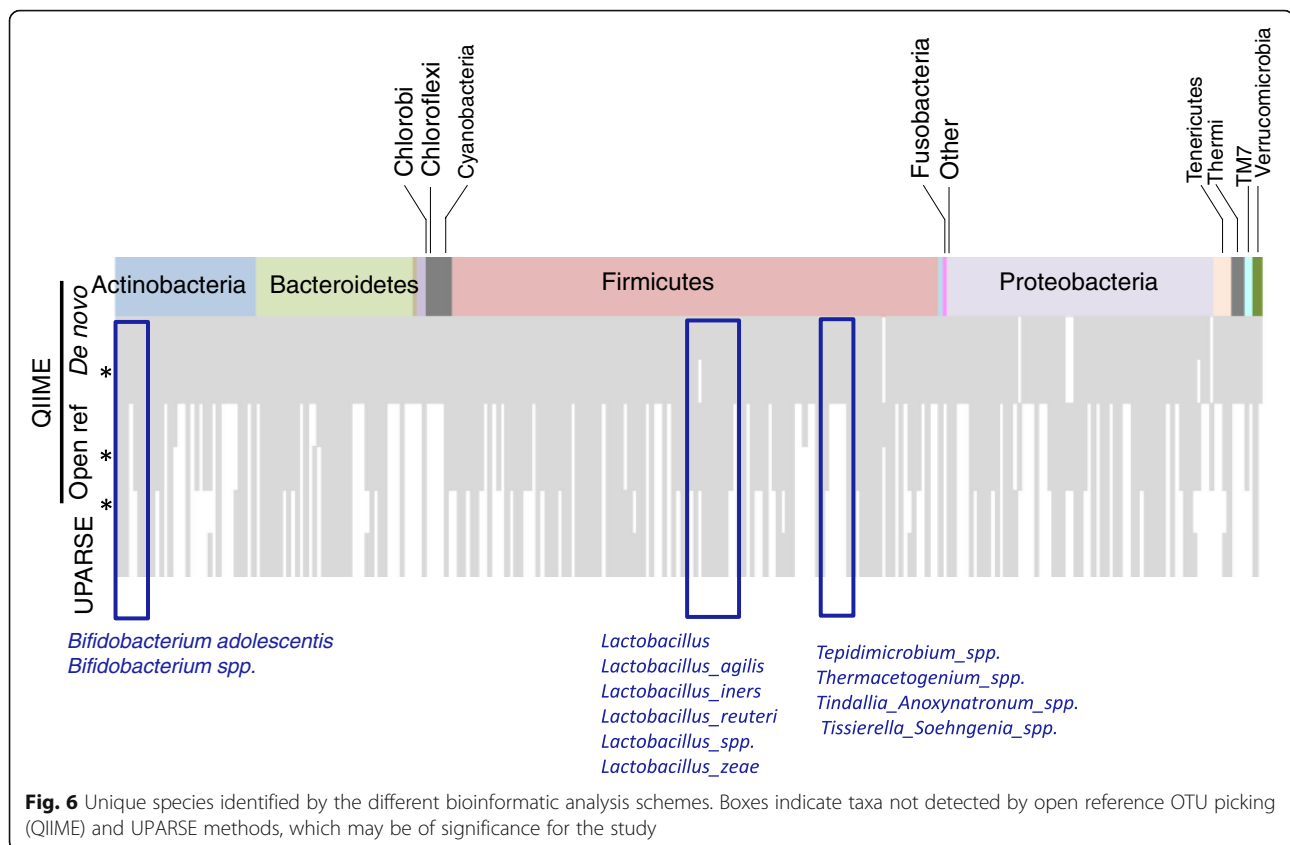 Chlorobi
Chloroflexi
Cyanobacteria
Fusobacteria
Other
Tenericutes
Thermi
TM7
Verrucomicrobia
Actinobacteria
Bacteroidetes
Firmicutes
Proteobacteria
QIIME
De novo
*
Open ref
*
*
UPARSE
Bifidobacterium adolescentis
Bifidobacterium spp.
Lactobacillus
Lactobacillus_agilis
Lactobacillus_iners
Lactobacillus_reuteri
Lactobacillus_spp.
Lactobacillus_zeae
Tepidimicrobium_spp.
Thermacetogenium_spp.
Tindallia_Anoxynatronum_spp.
Tissierella_Soehngenia_spp.
Fig. 6 Unique species identified by the different bioinformatic analysis schemes. Boxes indicate taxa not detected by open reference OTU picking
(QIIME) and UPARSE methods, which may be of significance for the study